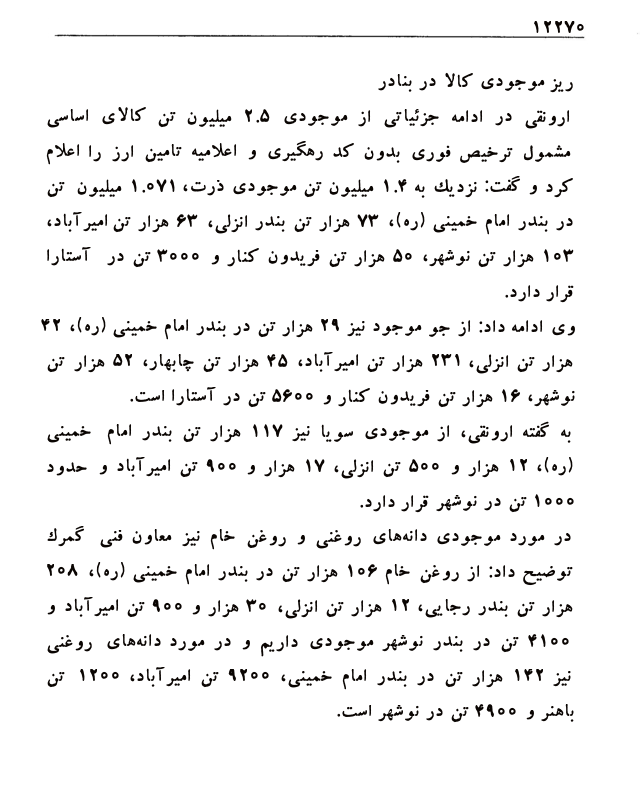 ۱۲۲۷۰
ریز موجودی کالا در بنادر
ارونقی در ادامه جزئیاتی از موجودی ۲.۵ میلیون تن کالای اساسی
مشمول ترخیص فوری بدون کد رهگیری و اعلامیه تامین ارز را اعلام
کرد و گفت: نزدیك به ۱.۴ میلیون تن موجودی ذرت، ۱.۰۷۱ میلیون تن
در بندر امام خمینی (ره)، ۷۳ هزار تن بندر انزلی، ۶۳ هزار تن امیرآباد،
۱۰۳ هزار تن نوشهر، ۵۰ هزار تن فریدون کنار و ۳۰۰۰ تن در آستارا
قرار دارد.
وی ادامه داد: از جو موجود نیز ۲۹ هزار تن در بندر امام خمینی (ره)، ۴۲
هزار تن انزلی، ۲۳۱ هزار تن امیرآباد، ۴۵ هزار تن چابهار، ۵۲ هزار تن
نوشهر، ۱۶ هزار تن فریدون کنار و ۵۶۰۰ تن در آستارا است.
به گفته ارونقی، از موجودی سویا نیز ۱۱۷ هزار تن بندر امام خمینی
(ره)، ۱۲ هزار و ۵۰۰ تن انزلی، ۱۷ هزار و ۹۰۰ تن امیرآباد و حدود
۱۰۰۰ تن در نوشهر قرار دارد.
در مورد موجودی دانه‌های روغنی و روغن خام نیز معاون فنی گمرك
توضیح داد: از روغن خام ۱۰۶ هزار تن در بندر امام خمینی (ره)، ۲۰۸
هزار تن بندر رجایی، ۱۲ هزار تن انزلی، ۳۰ هزار و ۹۰۰ تن امیرآباد و
۴۱۰۰ تن در بندر نوشهر موجودی داریم و در مورد دانه‌های روغنی
نیز ۱۴۲ هزار تن در بندر امام خمینی، ۹۲۰۰ تن امیرآباد، ۱۲۰۰ تن
باهنر و ۴۹۰۰ تن در نوشهر است.